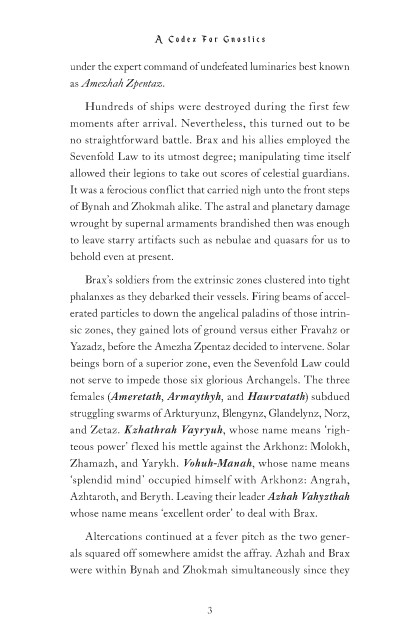 A Codex For Gnostics
under the expert command of undefeated luminaries best known
as Amezhah Zpentaz.
Hundreds of ships were destroyed during the first few
moments after arrival. Nevertheless, this turned out to be
no straightforward battle. Brax and his allies employed the
Sevenfold Law to its utmost degree; manipulating time itself
allowed their legions to take out scores of celestial guardians.
It was a ferocious conflict that carried nigh unto the front steps
of Bynah and Zhokmah alike. The astral and planetary damage
wrought by supernal armaments brandished then was enough
to leave starry artifacts such as nebulae and quasars for us to
behold even at present.
Brax's soldiers from the extrinsic zones clustered into tight
phalanxes as they debarked their vessels. Firing beams of accel-
erated particles to down the angelical paladins of those intrin-
sic zones, they gained lots of ground versus either Fravahz or
Yazadz, before the Amezha Zpentaz decided to intervene. Solar
beings born of a superior zone, even the Sevenfold Law could
not serve to impede those six glorious Archangels. The three
females (Ameretath, Armaythyh, and Haurvatath) subdued
struggling swarms of Arkturyunz, Blengynz, Glandelynz, Norz,
and Zetaz. Kzhathrah Vayryuh, whose name means 'righ-
teous power' flexed his mettle against the Arkhonz: Molokh,
Zhamazh, and Yarykh. Vohuh-Manah, whose name means
'splendid mind' occupied himself with Arkhonz: Angrah,
Azhtaroth, and Beryth. Leaving their leader Azhah Vahyzthah
whose name means 'excellent order' to deal with Brax.
Altercations continued at a fever pitch as the two gener-
als squared off somewhere amidst the affray. Azhah and Brax
were within Bynah and Zhokmah simultaneously since they
3